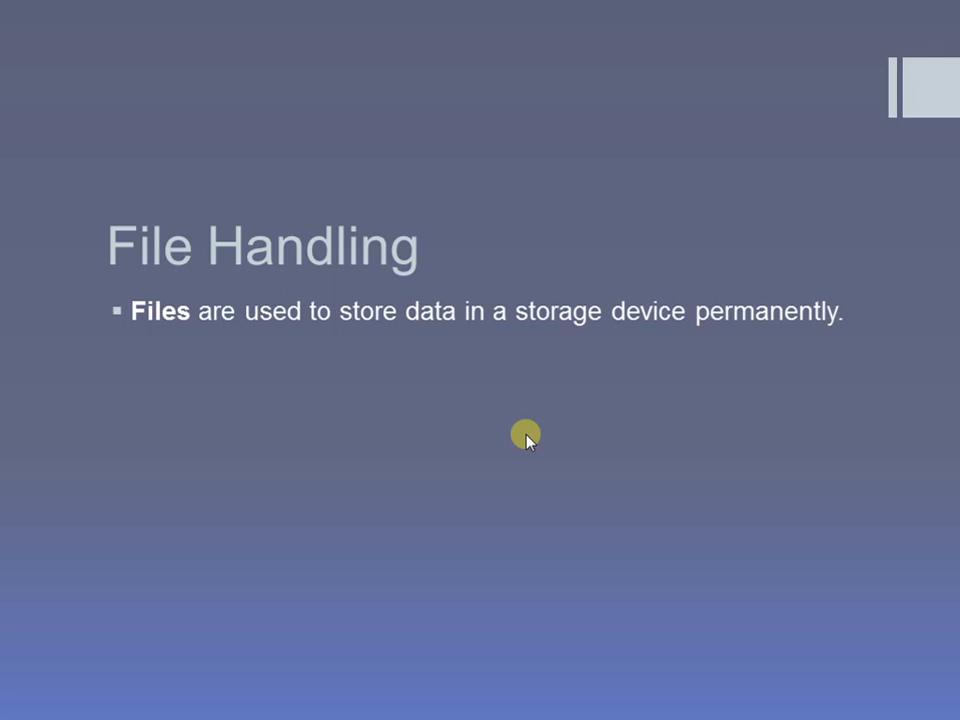 File Handling
▪ Files are used to store data in a storage device permanently.